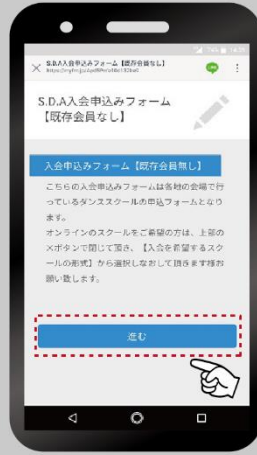 74% 14:39
S.D.A入会申込みフォーム【既存会員なし】
S.D.A入会申込みフォーム
【既存会員なし】
入会申込みフォーム【既存会員無し】
こちらの入会申込みフォームは各地の会場で行
っているダンススクールの申込フォームとなり
ます。
オンラインのスクールをご希望の方は、上部の
×ボタンで閉じて頂き、【入会を希望するスク
ールの形式】から選択しなおして頂きます様お
願い致します。
進む